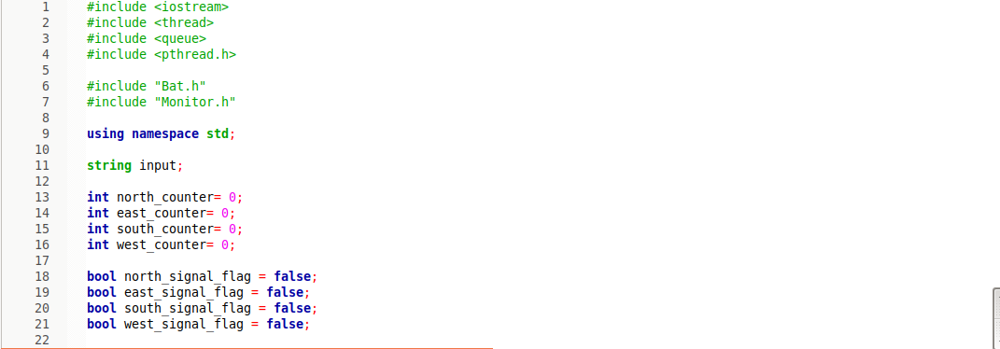 1 #include <iostream>
2 #include <thread>
3 #include <queue>
4 #include <pthread.h>
5
6 #include "Bat.h"
7 #include "Monitor.h"
8
9 using namespace std;
10
11 string input;
12
13 int north_counter= 0;
14 int east_counter= 0;
15 int south_counter= 0;
16 int west_counter= 0;
17
18 bool north_signal_flag = false;
19 bool east_signal_flag = false;
20 bool south_signal_flag = false;
21 bool west_signal_flag = false;
22